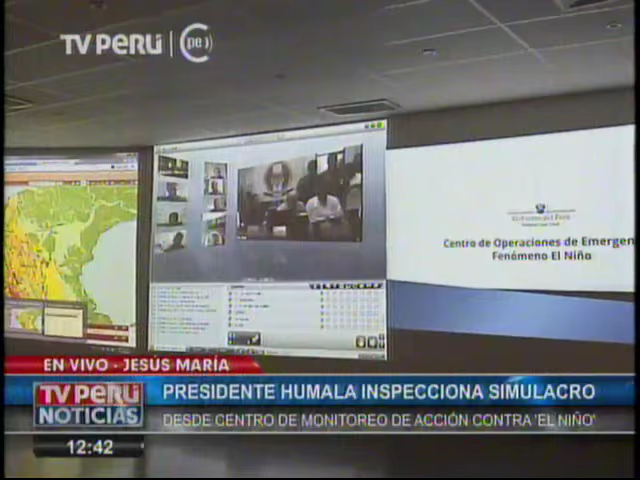 TV PERÚ
pe
Centro de Operaciones de Emergen
Fenómeno El Niño
EN VIVO - JESÚS MARÍA
TV PERÚ
NOTICIAS
PRESIDENTE HUMALA INSPECCIONA SIMULACRO
DESDE CENTRO DE MONITOREO DE ACCIÓN CONTRA 'EL NIÑO'
12:42